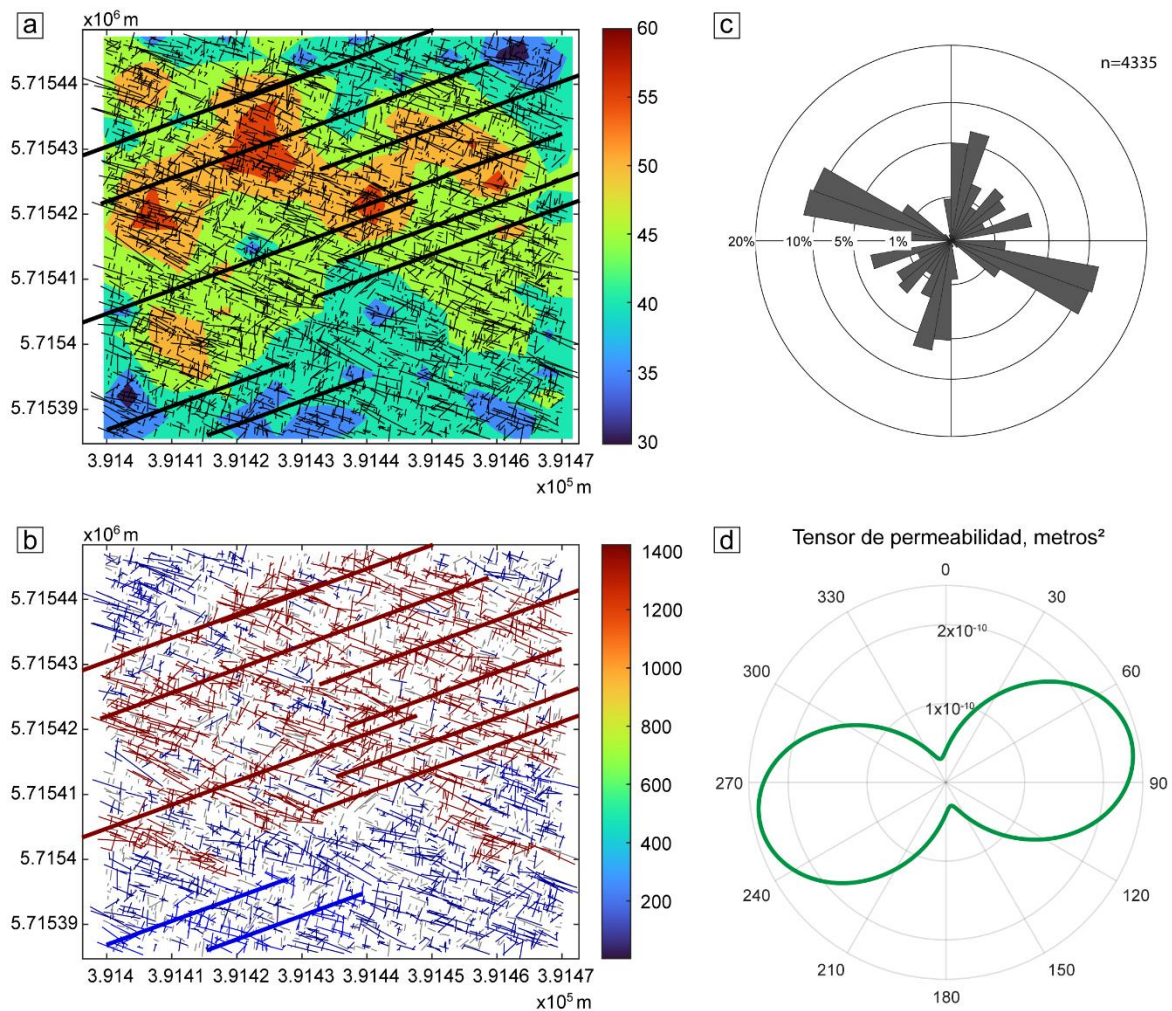 a
x10⁶ m
5.71544
5.71543
5.71542
5.71541
5.7154
5.71539
3.914 3.9141 3.9142 3.9143 3.9144 3.9145 3.9146 3.9147
x10⁵ m
60
55
50
45
40
35
30
c
n=4335
20% 10% 5% 1%
b
x10⁶ m
5.71544
5.71543
5.71542
5.71541
5.7154
5.71539
3.914 3.9141 3.9142 3.9143 3.9144 3.9145 3.9146 3.9147
x10⁵ m
1400
1200
1000
800
600
400
200
d
Tensor de permeabilidad, metros²
0
330 30
2x10⁻¹⁰
300 60
1x10⁻¹⁰
270 90
240 120
210 150
180